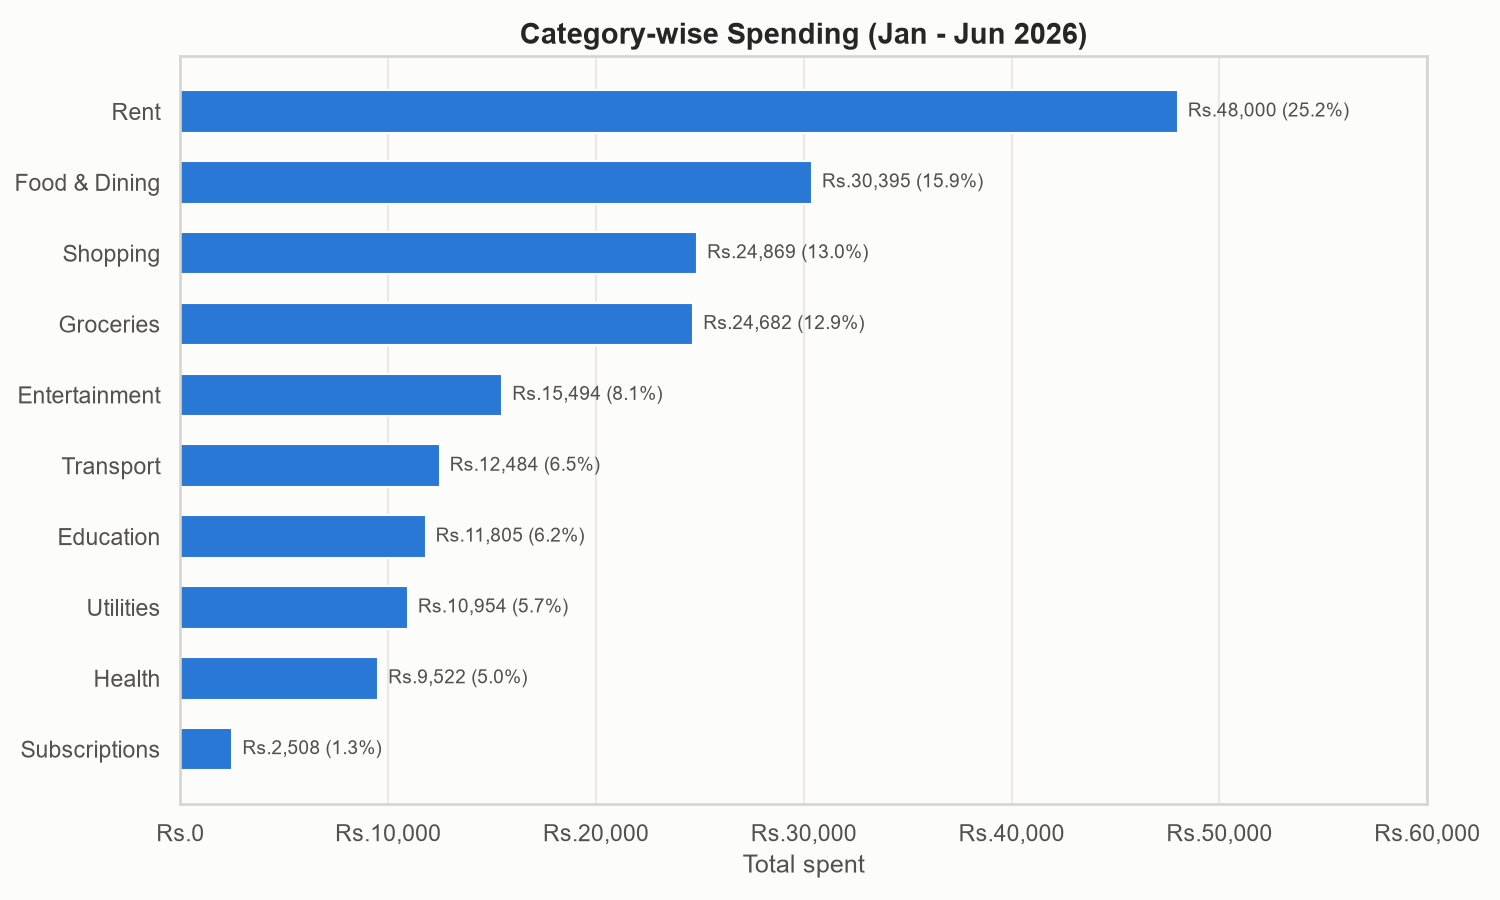 Category-wise Spending (Jan - Jun 2026)
Rent Rs.48,000 (25.2%)
Food & Dining Rs.30,395 (15.9%)
Shopping Rs.24,869 (13.0%)
Groceries Rs.24,682 (12.9%)
Entertainment Rs.15,494 (8.1%)
Transport Rs.12,484 (6.5%)
Education Rs.11,805 (6.2%)
Utilities Rs.10,954 (5.7%)
Health Rs.9,522 (5.0%)
Subscriptions Rs.2,508 (1.3%)
Rs.0 Rs.10,000 Rs.20,000 Rs.30,000 Rs.40,000 Rs.50,000 Rs.60,000
Total spent